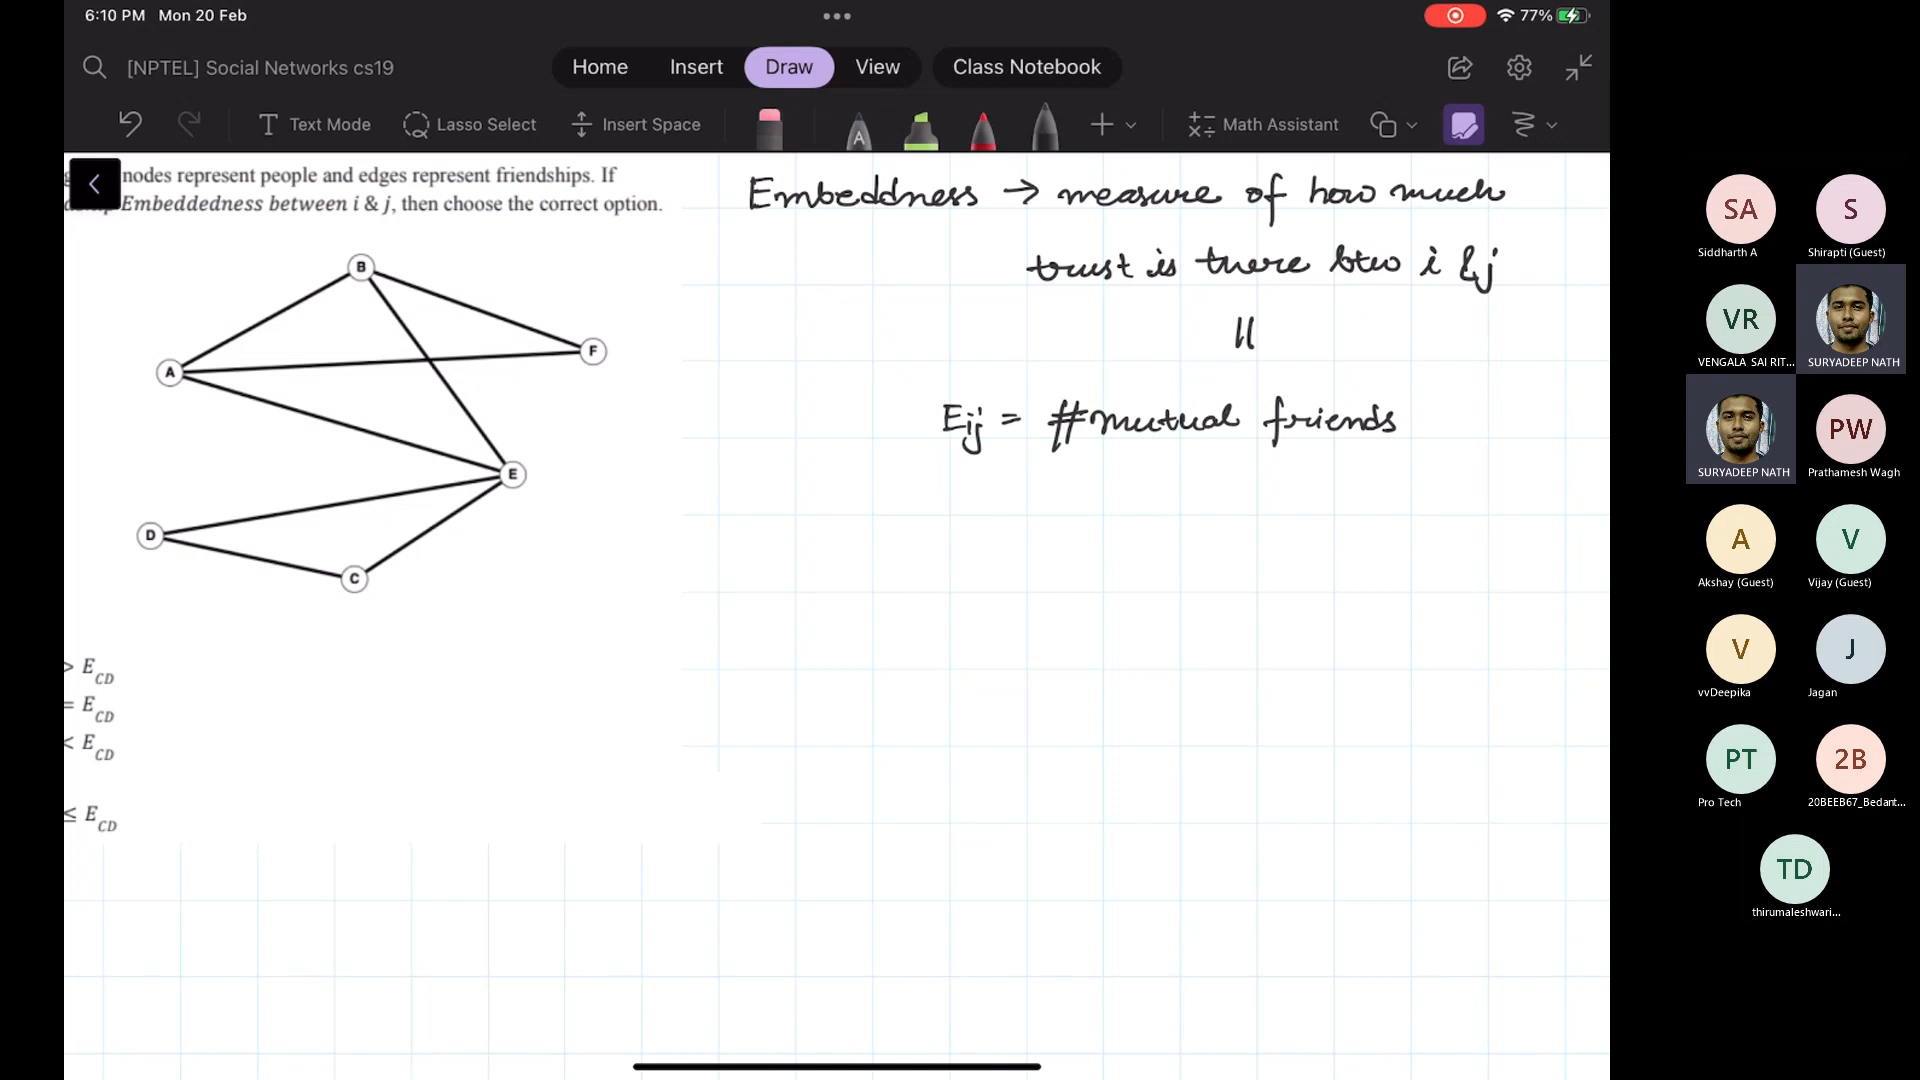 6:10 PM Mon 20 Feb
77%
[NPTEL] Social Networks cs19
Home Insert Draw View Class Notebook
Text Mode Lasso Select Insert Space A Math Assistant
nodes represent people and edges represent friendships. If
Embeddedness between i & j, then choose the correct option.
B
F
A
E
D
C
> E CD
= E CD
< E CD
≤ E CD
Embeddness → measure of how much
trust is there btw i & j
Eij = #mutual friends
SA S
Siddharth A Shirapti (Guest)
VR
VENGALA SAI RIT... SURYADEEP NATH
PW
SURYADEEP NATH Prathamesh Wagh
A V
Akshay (Guest) Vijay (Guest)
V J
vvDeepika Jagan
PT 2B
Pro Tech 20BEEB67_Bedant...
TD
thirumaleshwari...